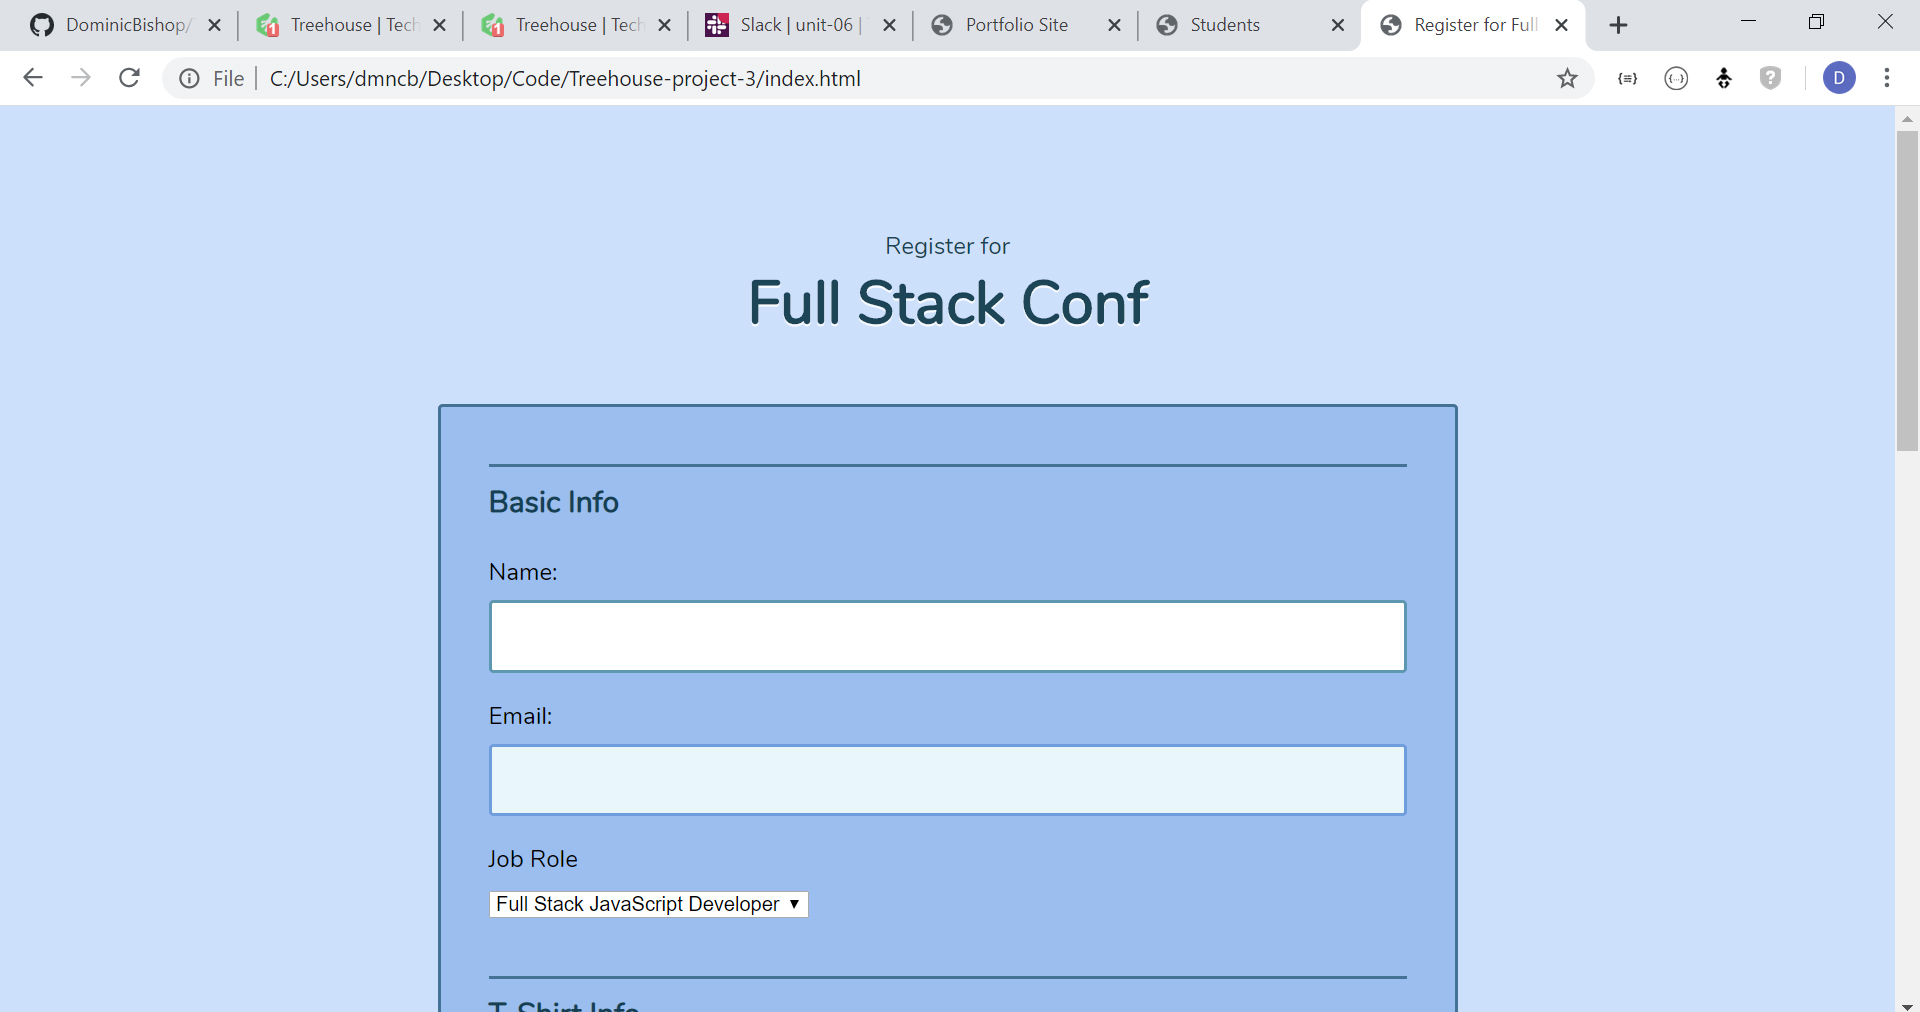 DominicBishop/
Treehouse | Tech
Treehouse | Tech
Slack | unit-06 |
Portfolio Site
Students
Register for Full
File
C:/Users/dmncb/Desktop/Code/Treehouse-project-3/index.html
D
Register for
Full Stack Conf
Basic Info
Name:
Email:
Job Role
Full Stack JavaScript Developer
T-Shirt Info